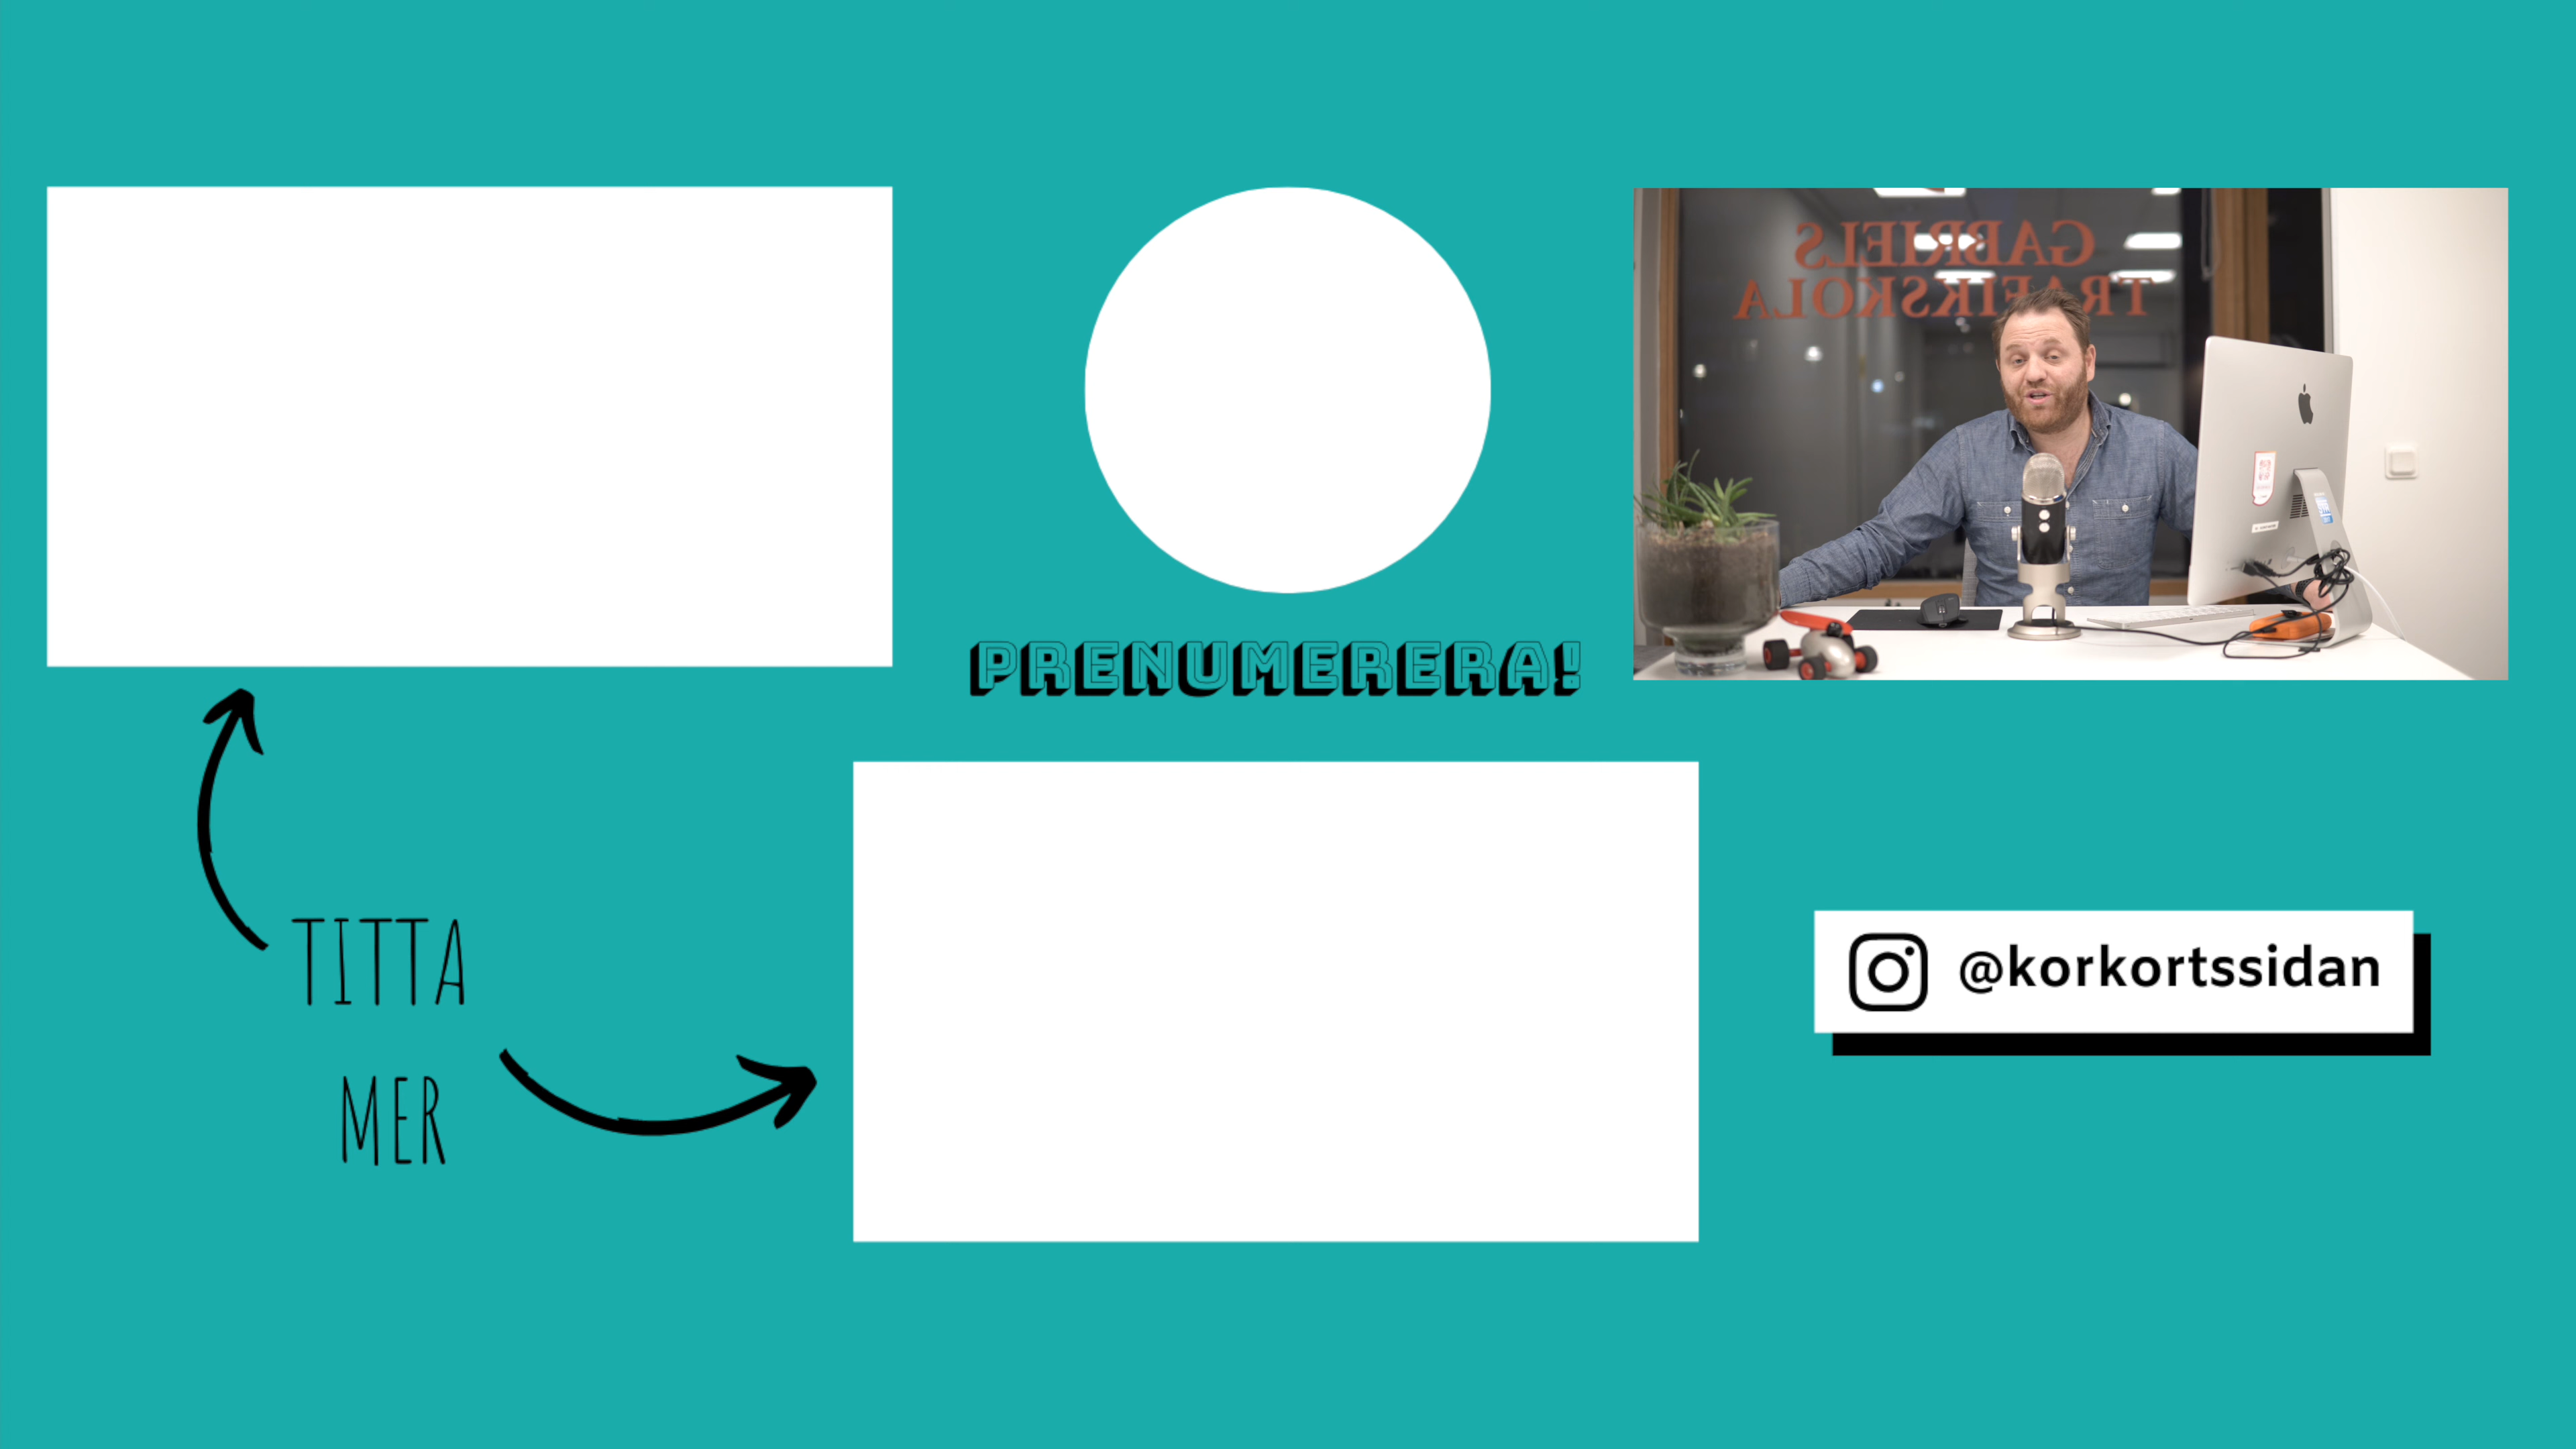 GABRIELS
TRAFIKSKOLA
PRENUMERERA!
TITTA
MER
@korkortssidan